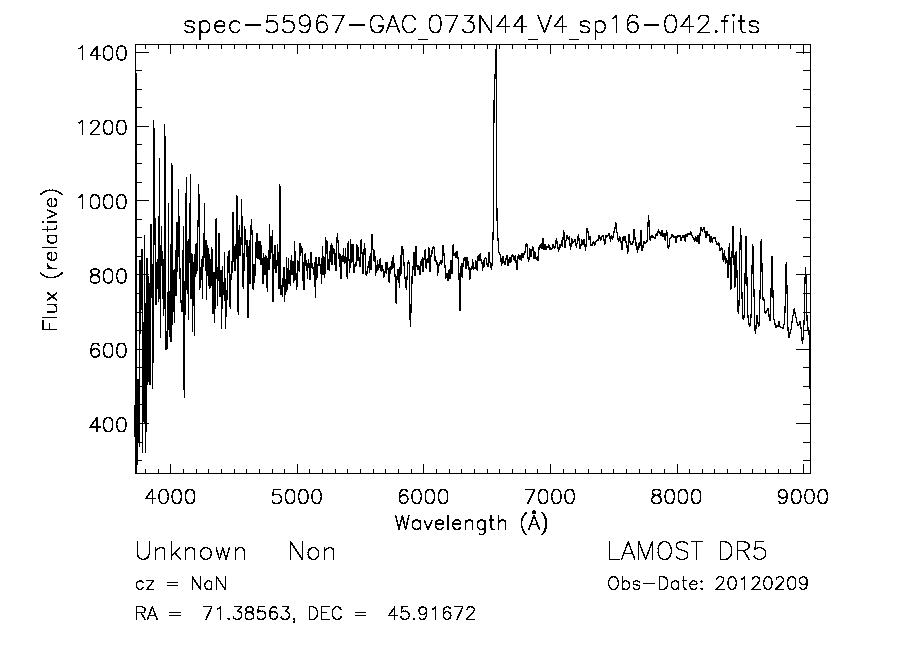 spec-55967-GAC_073N44_V4_sp16-042.fits
1400
1200
1000
800
600
400
Flux (relative)
4000 5000 6000 7000 8000 9000
Wavelength (Å)
Unknown Non LAMOST DR5
cz = NaN Obs-Date: 20120209
RA = 71.38563, DEC = 45.91672